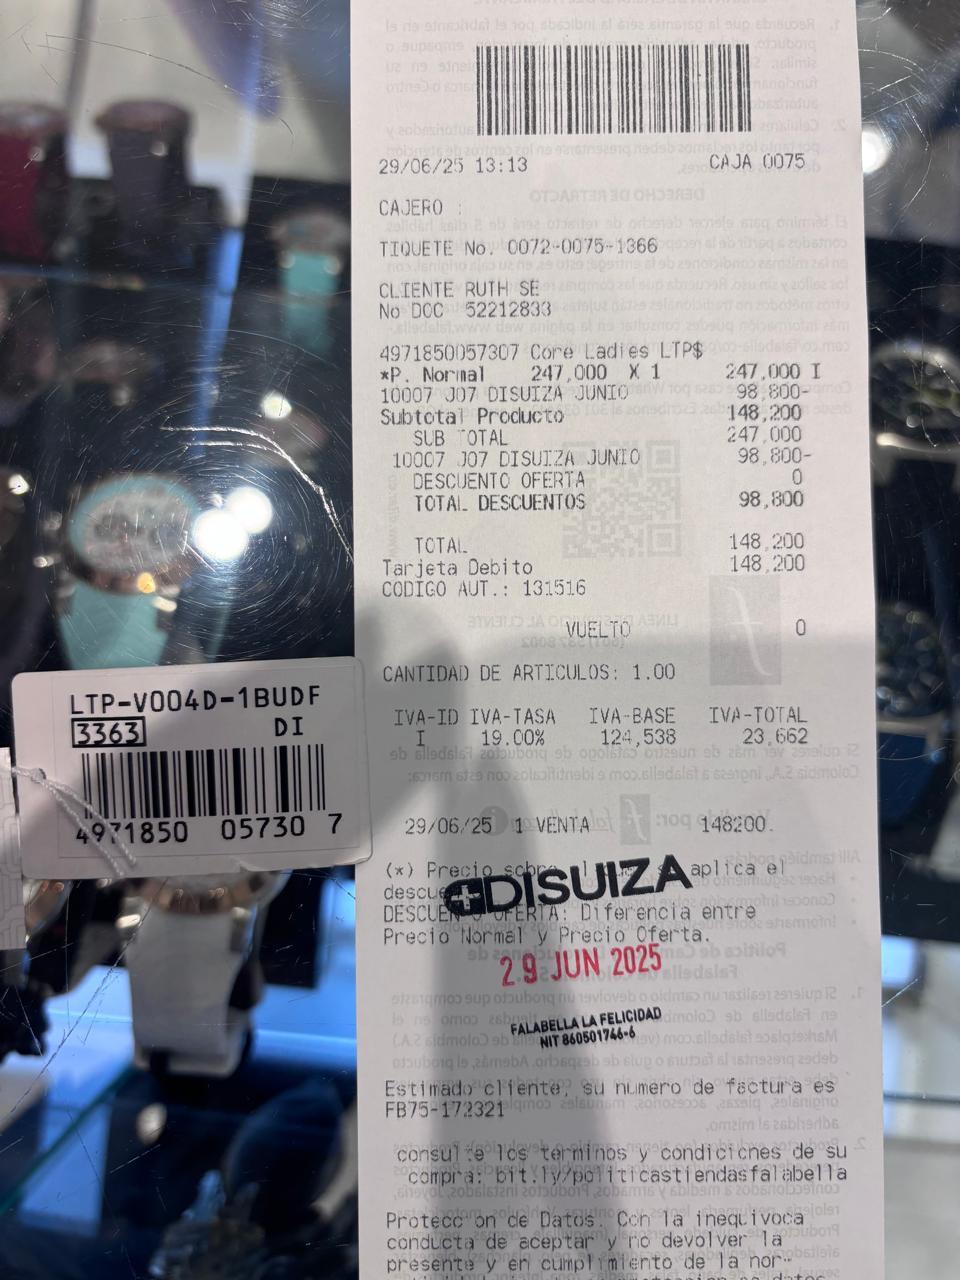 29/06/25 13:13 CAJA 0075
CAJERO :
TIQUETE No. 0072-0075-1366
CLIENTE RUTH SE
No DOC 52212833
4971850057307 Core Ladies LTP$
*P. Normal 247,000 X 1 247,000 I
10007 J07 DISUIZA JUNIO 98,800-
Subtotal Producto 148,200
SUB TOTAL 247,000
10007 J07 DISUIZA JUNIO 98,800-
DESCUENTO OFERTA 0
TOTAL DESCUENTOS 98,800
TOTAL 148,200
Tarjeta Debito 148,200
CODIGO AUT.: 131516
VUELTO 0
CANTIDAD DE ARTICULOS: 1.00
IVA-ID IVA-TASA IVA-BASE IVA-TOTAL
I 19.00% 124,538 23,662
29/06/25 1 VENTA 148200.
(*) Precio sobre aplica el
DISUIZA
DESCUEN OFERTA: Diferencia entre
Precio Normal y Precio Oferta.
29 JUN 2025
FALABELLA LA FELICIDAD
NIT 860501746-6
Estimado cliente, su numero de factura es
FB75-172321
consulte los terminos y condiciones de su
compra: bit.ly/politicastiendasfalabella
Proteccion de Datos. Con la inequivoca
conducta de aceptar y no devolver la
presente y en cumplimiento de la nor-
LTP-V004D-1BUDF
3363 DI
4971850 05730 7